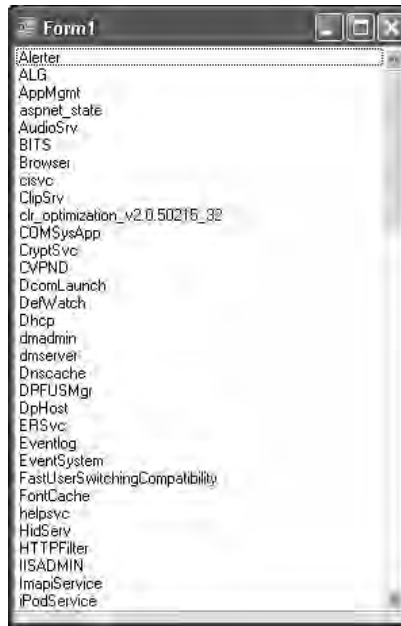 Form1
Alerter
ALG
AppMgmt
aspnet_state
AudioSrv
BITS
Browser
cisvc
ClipSrv
clr_optimization_v2.0.50215_32
COMSysApp
CryptSvc
CVPND
DcomLaunch
DefWatch
Dhcp
dmadmin
dmserver
Dnscache
DPFUSMgr
DpHost
ERSvc
Eventlog
EventSystem
FastUserSwitchingCompatibility
FontCache
helpsvc
HidServ
HTTPFilter
IISADMIN
ImapiService
iPodService